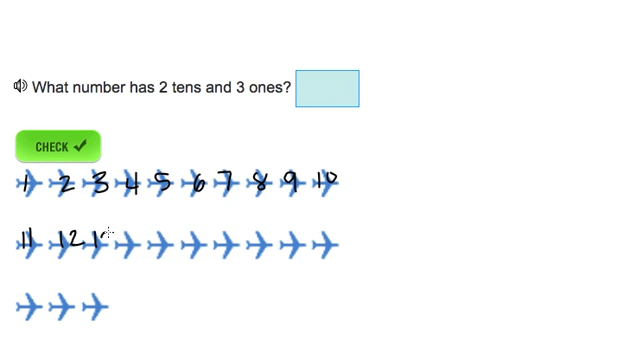 What number has 2 tens and 3 ones?
CHECK
1 2 3 4 5 6 7 8 9 10
11 12